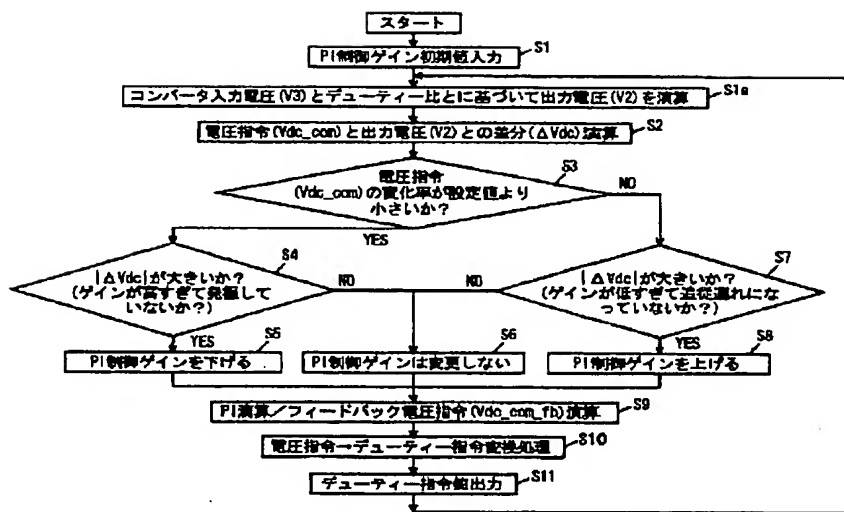 スタート
PI制御ゲイン初期値入力
S1
コンバータ入力電圧(V3)とデューティー比とに基づいて出力電圧(V2)を演算
S1a
電圧指令(Vdc_com)と出力電圧(V2)との差分(ΔVdc)演算
S2
電圧指令
(Vdc_com)の変化率が設定値より
小さいか?
S3
NO
YES
|ΔVdc|が大きいか?
(ゲインが高すぎて発振して
いないか?)
S4
NO
YES
NO
|ΔVdc|が大きいか?
(ゲインが低すぎて追従遅れにな
っていないか?)
S7
YES
PI制御ゲインを下げる
S5
PI制御ゲインは変更しない
S6
PI制御ゲインを上げる
S8
PI演算/フィードバック電圧指令(Vdc_com_fb)演算
S9
電圧指令→デューティー指令変換処理
S10
デューティー指令値出力
S11